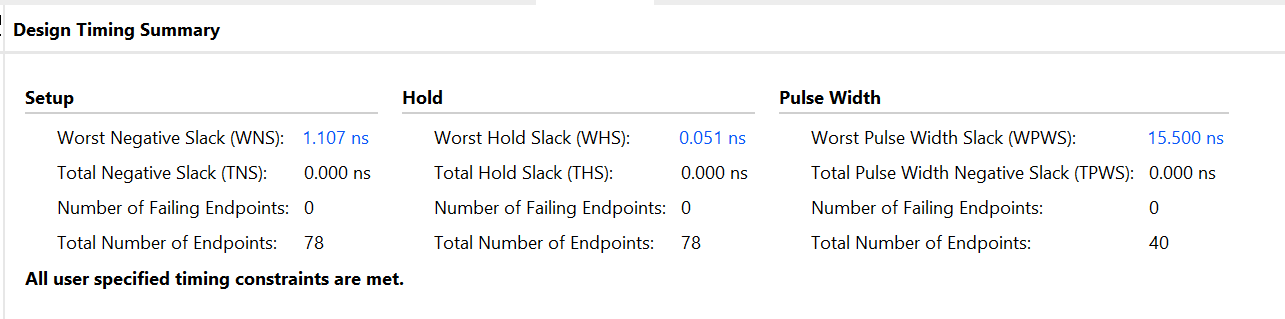 Design Timing Summary
Setup
Hold
Pulse Width
Worst Negative Slack (WNS): 1.107 ns
Worst Hold Slack (WHS): 0.051 ns
Worst Pulse Width Slack (WPWS): 15.500 ns
Total Negative Slack (TNS): 0.000 ns
Total Hold Slack (THS): 0.000 ns
Total Pulse Width Negative Slack (TPWS): 0.000 ns
Number of Failing Endpoints: 0
Number of Failing Endpoints: 0
Number of Failing Endpoints: 0
Total Number of Endpoints: 78
Total Number of Endpoints: 78
Total Number of Endpoints: 40
All user specified timing constraints are met.